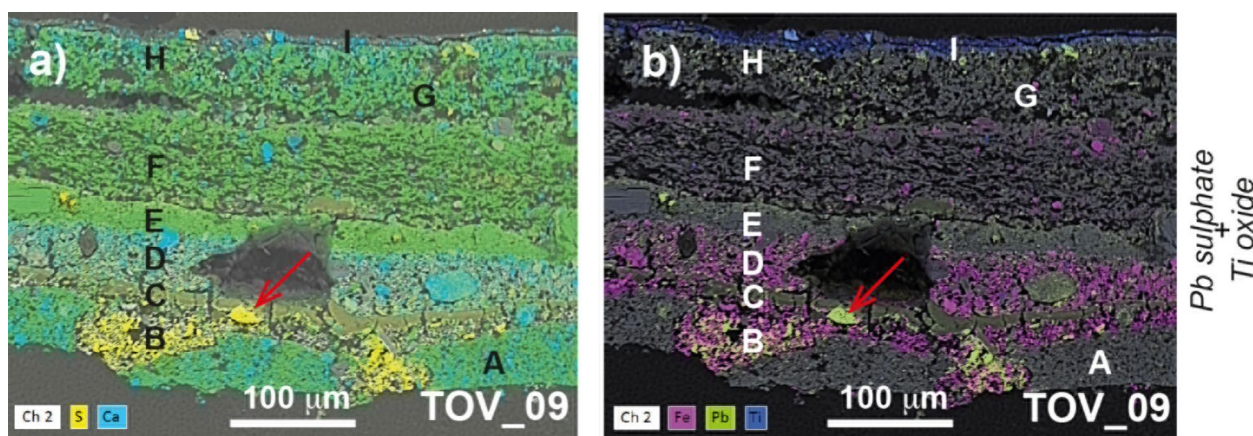 a)
I
H
G
F
E
D
C
B
A
100 µm
Ch 2 S Ca
TOV_09
b)
I
H
G
F
E
D
C
B
A
100 µm
Ch 2 Fe Pb Ti
TOV_09
Pb sulphate
+
Ti oxide